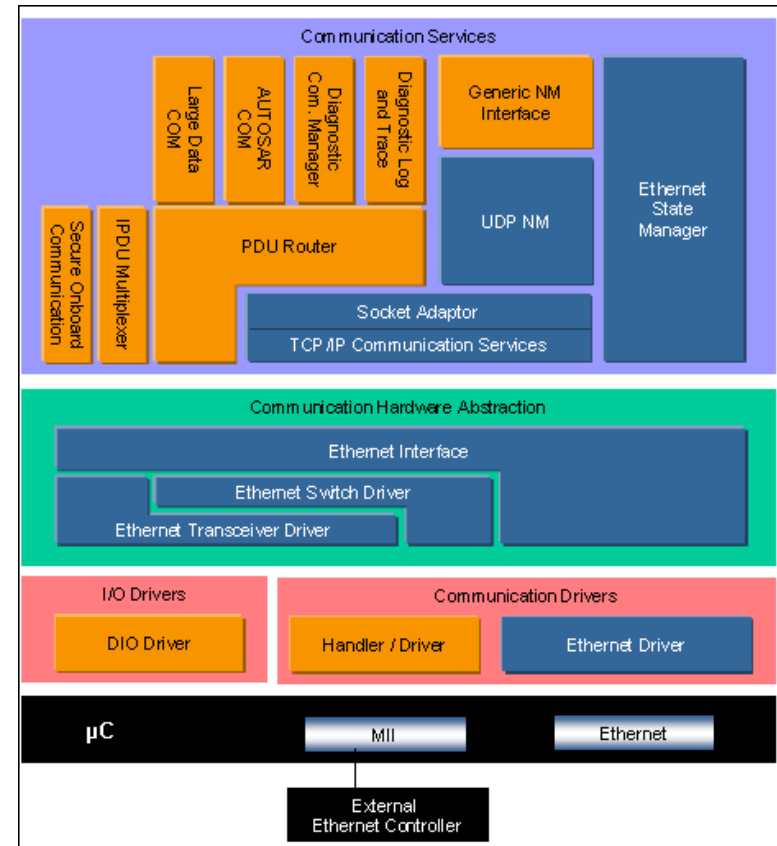 Communication Services
Large Data
COM
AUTOSAR
COM
Diagnostic
Com. Manager
Diagnostic Log
and Trace
Generic NM
Interface
Ethernet
State
Manager
UDP NM
Secure Onboard
Communication
IPDU Multiplexer
PDU Router
Socket Adaptor
TCP/IP Communication Services
Communication Hardware Abstraction
Ethernet Interface
Ethernet Switch Driver
Ethernet Transceiver Driver
I/O Drivers
Communication Drivers
DIO Driver
Handler / Driver
Ethernet Driver
µC
MII
Ethernet
External
Ethernet Controller